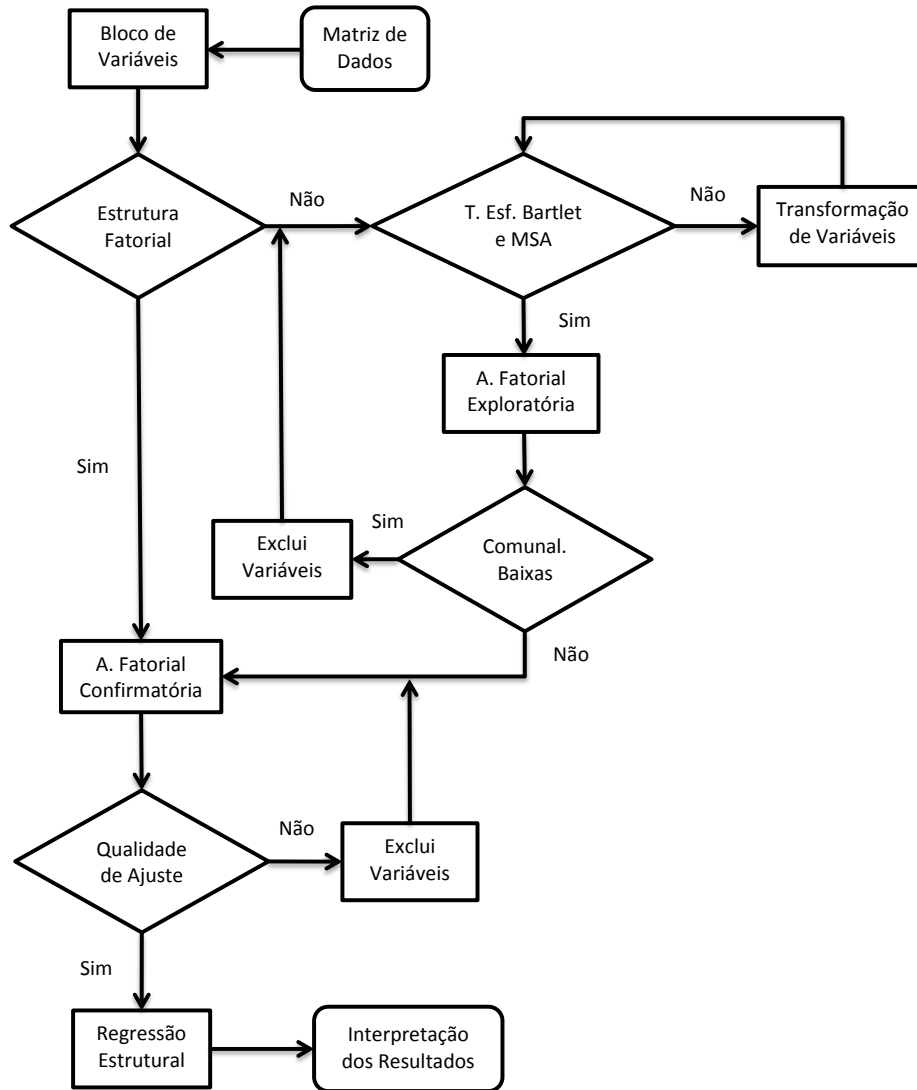 Bloco de
Variáveis
Matriz de
Dados
Estrutura
Fatorial
Não
T. Esf. Bartlet
e MSA
Não
Transformação
de Variáveis
Sim
A. Fatorial
Exploratória
Sim
Exclui
Variáveis
Sim
Comunal.
Baixas
Não
A. Fatorial
Confirmatória
Qualidade
de Ajuste
Não
Exclui
Variáveis
Sim
Regressão
Estrutural
Interpretação
dos Resultados